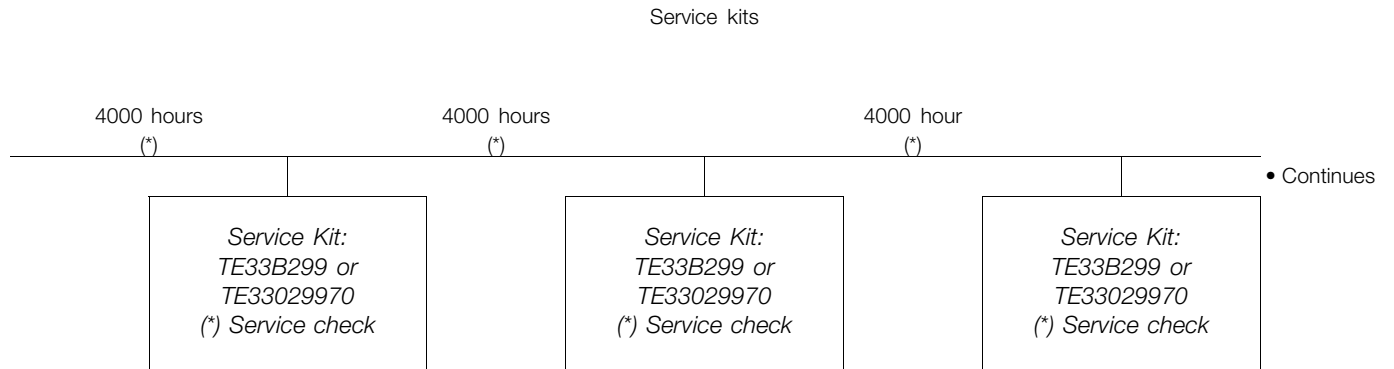 Service kits
4000 hours
(*)
4000 hours
(*)
4000 hour
(*)
• Continues
Service Kit:
TE33B299 or
TE33029970
(*) Service check
Service Kit:
TE33B299 or
TE33029970
(*) Service check
Service Kit:
TE33B299 or
TE33029970
(*) Service check